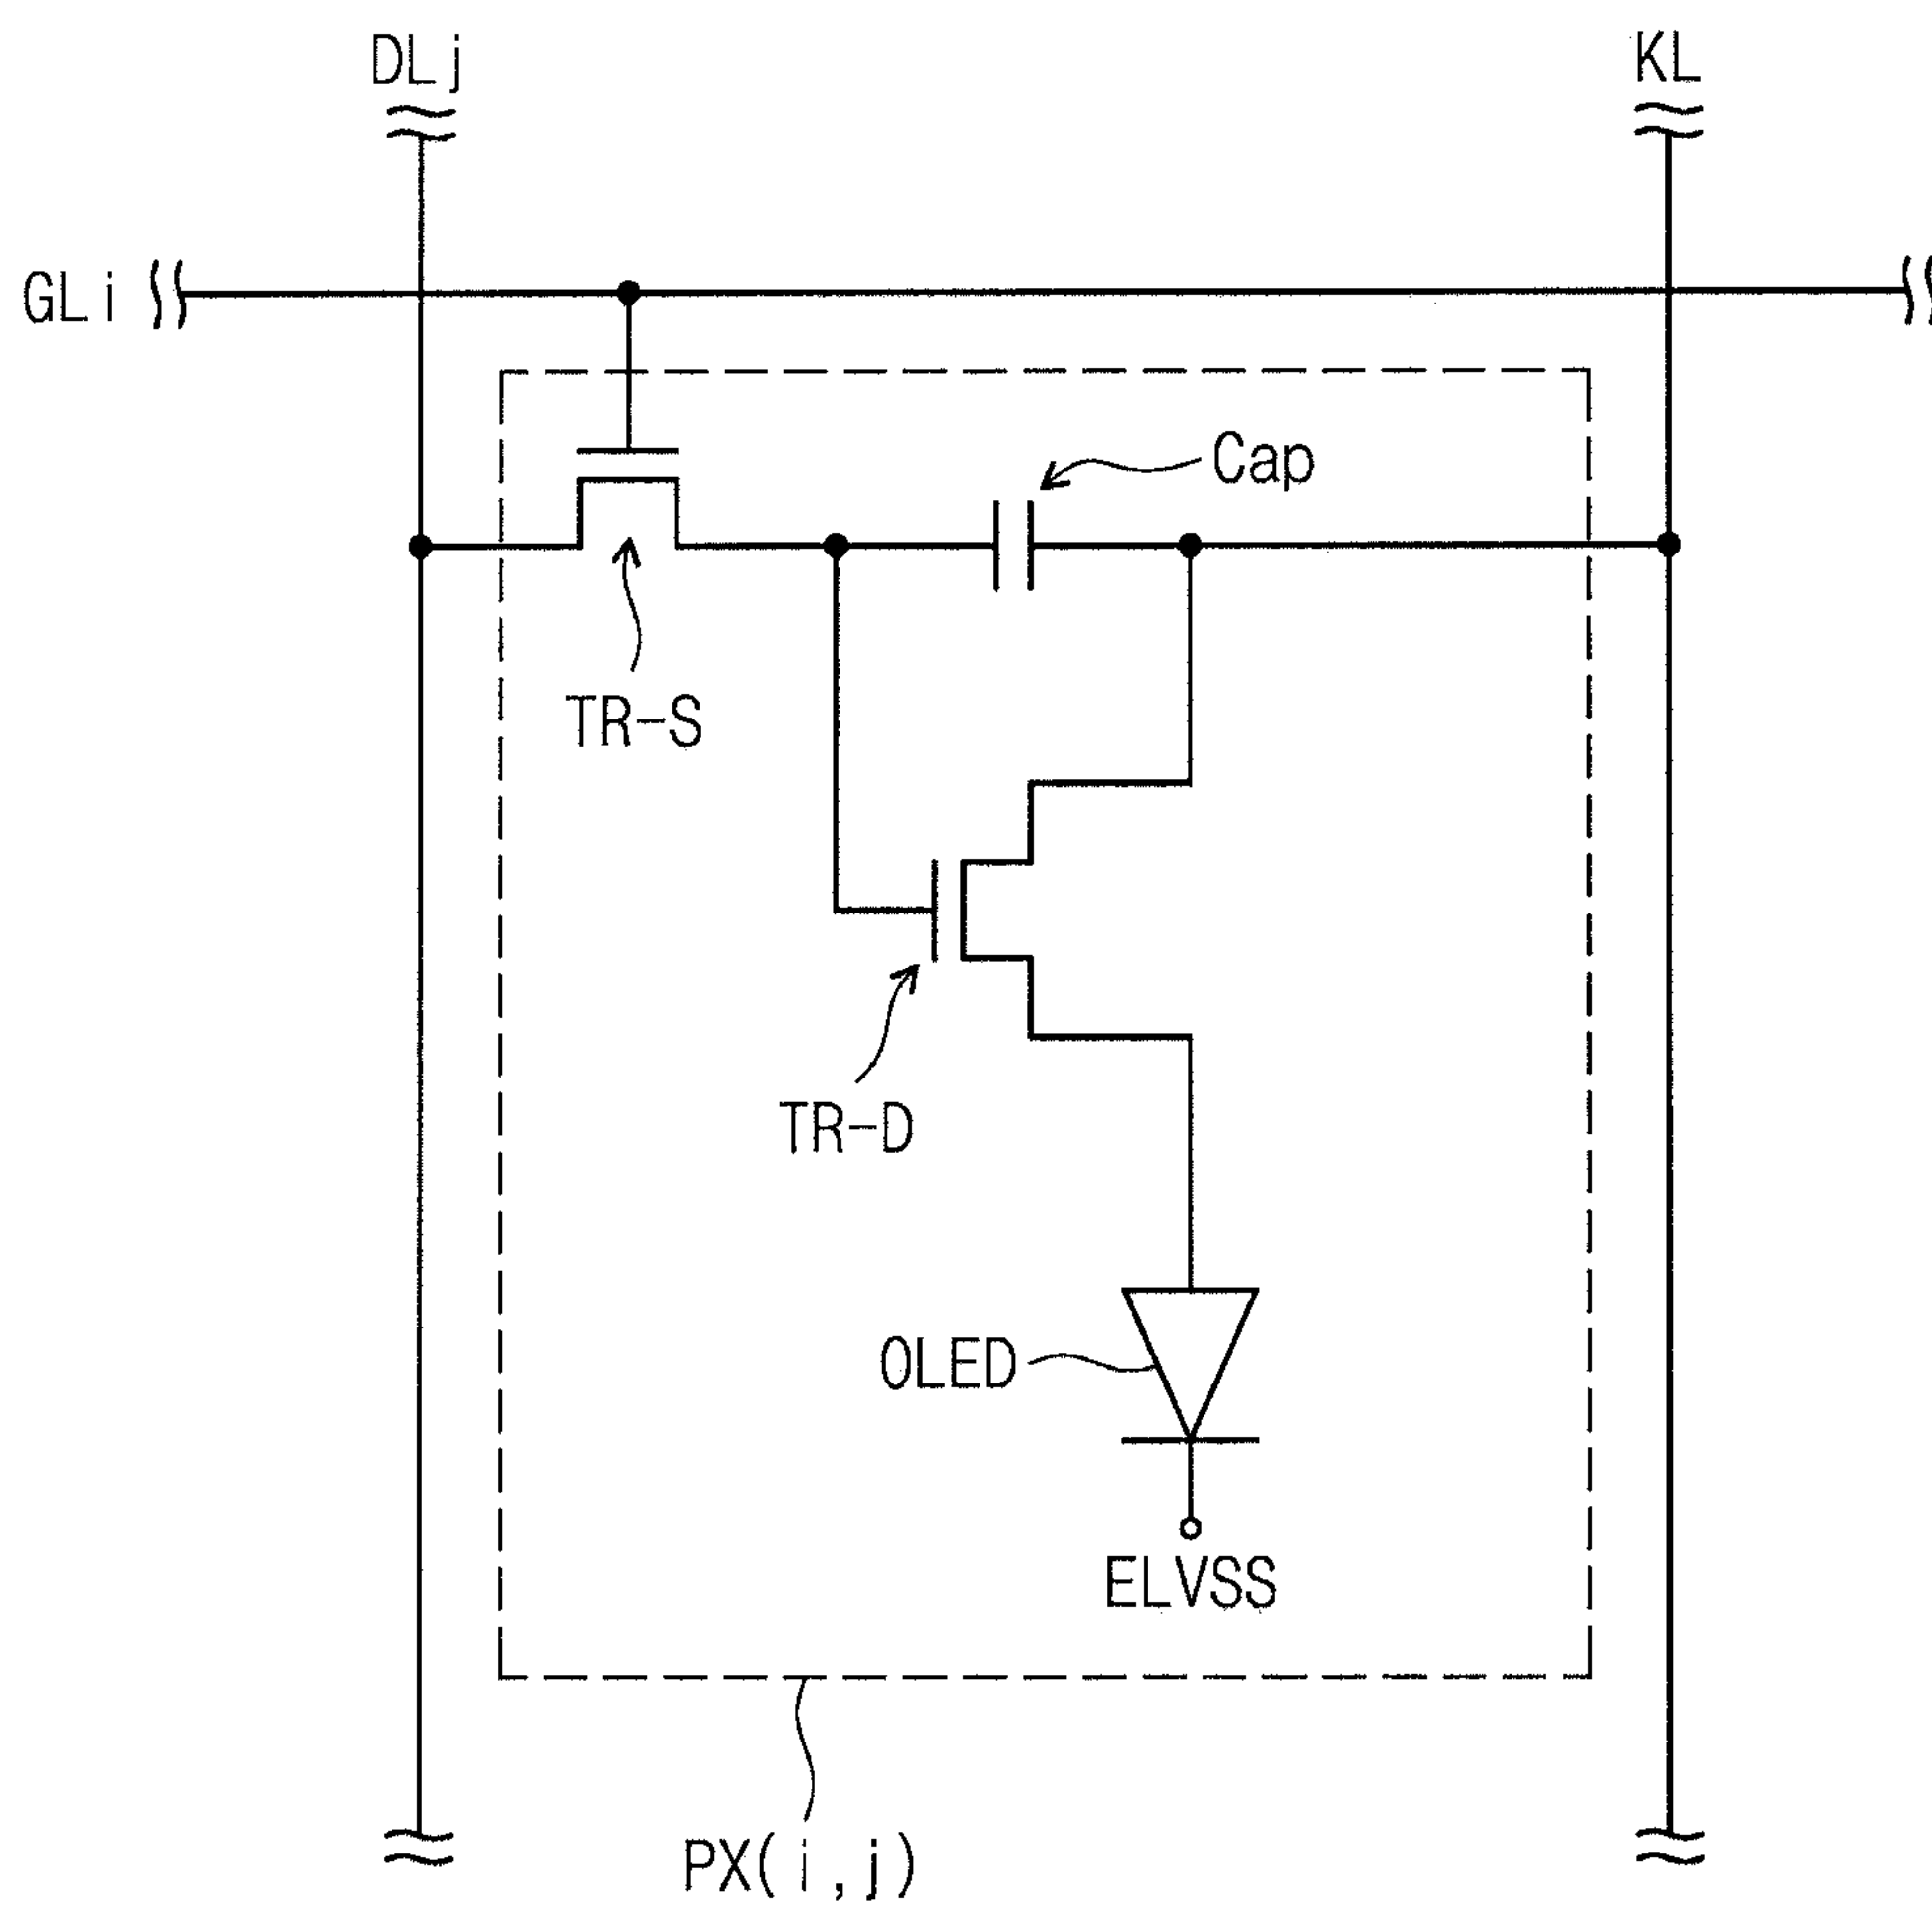 DLj
KL
GLi
Cap
TR-S
TR-D
OLED
ELVSS
PX(i,j)